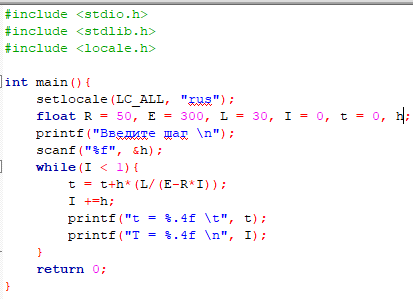 #include <stdio.h>
#include <stdlib.h>
#include <locale.h>
int main(){
setlocale(LC_ALL, "rus");
float R = 50, E = 300, L = 30, I = 0, t = 0, h;
printf("Введите шаг \n");
scanf("%f", &h);
while(I < 1){
t = t+h*(L/(E-R*I));
I +=h;
printf("t = %.4f \t", t);
printf("T = %.4f \n", I);
}
return 0;
}